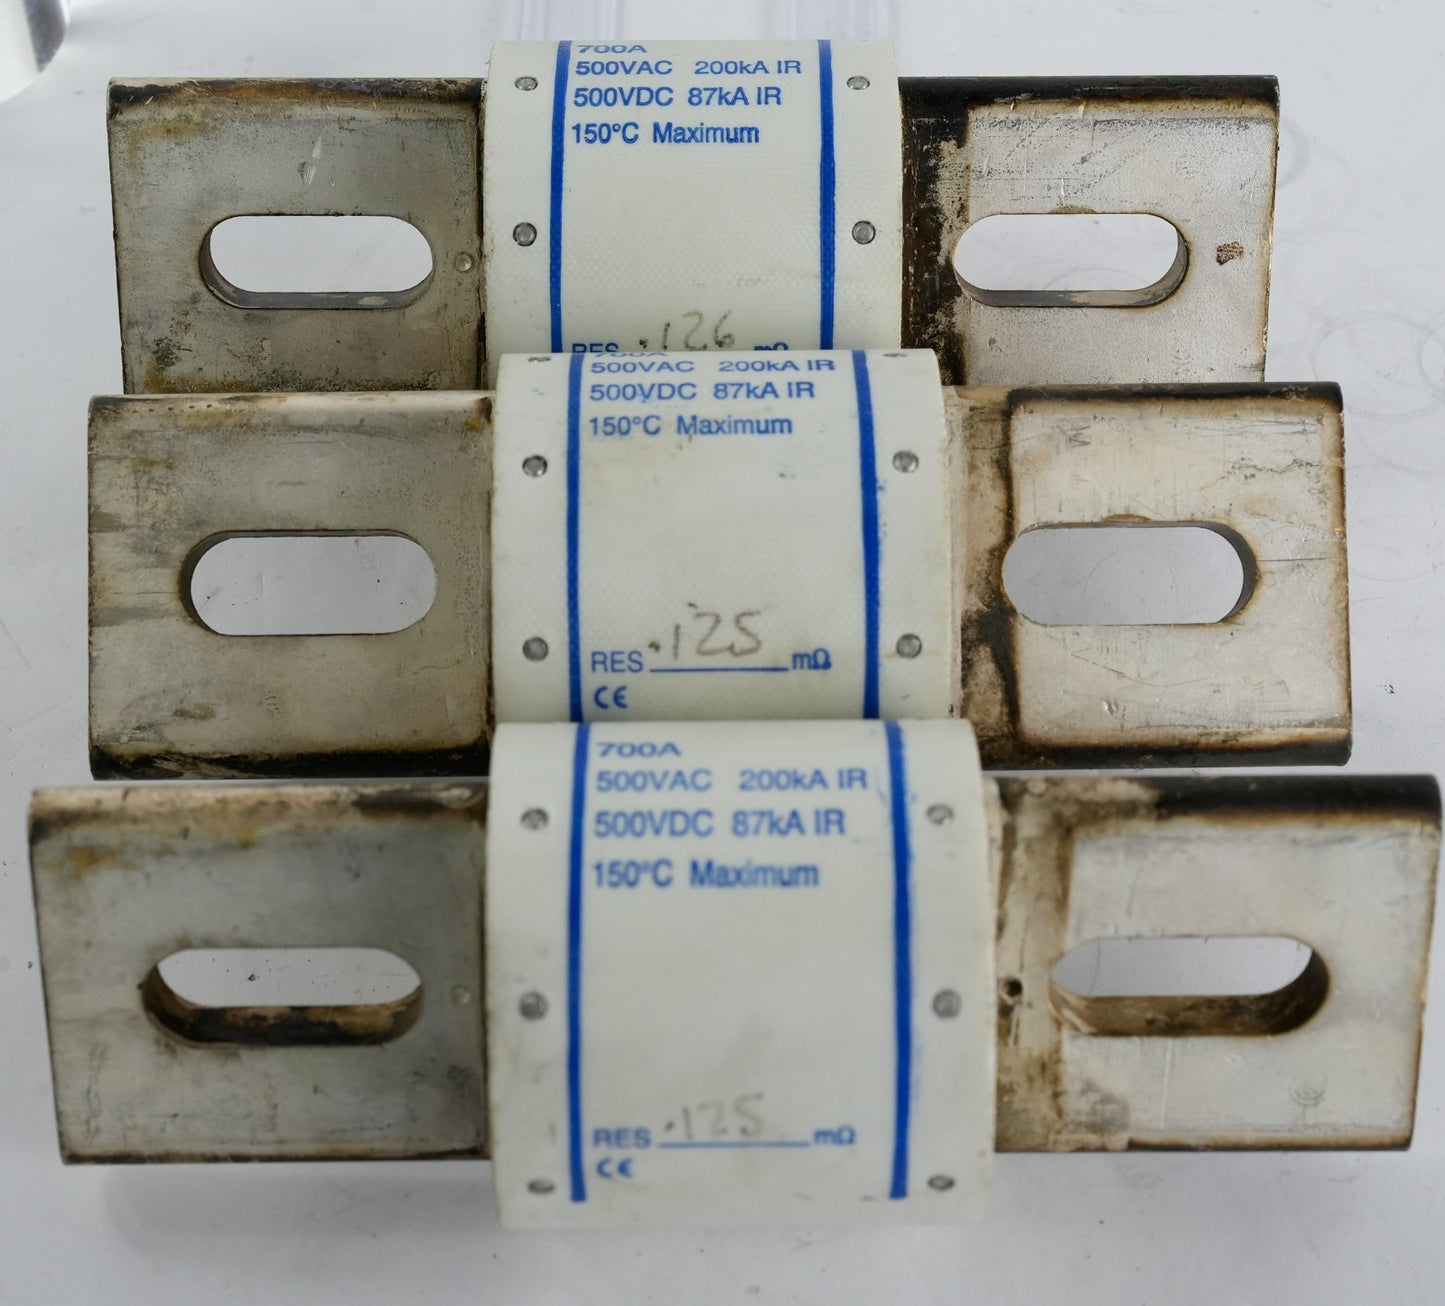 700A
500VAC 200kA IR
500VDC 87kA IR
150°C Maximum
RES .126 mΩ
700A
500VAC 200kA IR
500VDC 87kA IR
150°C Maximum
RES .125 mΩ
CE
700A
500VAC 200kA IR
500VDC 87kA IR
150°C Maximum
RES .125 mΩ
CE